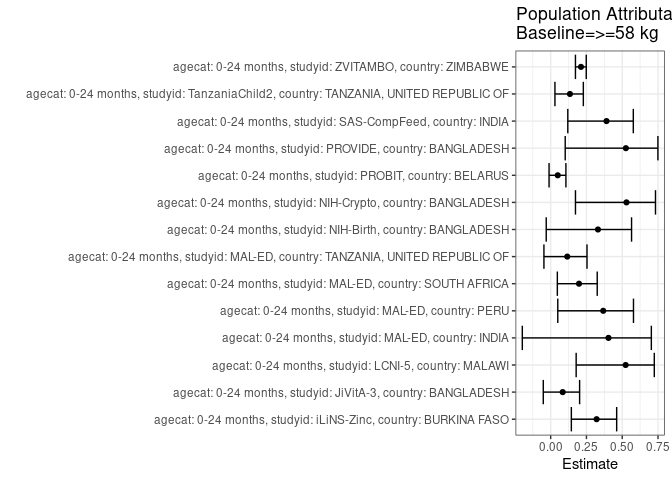 Population Attributa
Baseline=>=58 kg
agecat: 0-24 months, studyid: ZVITAMBO, country: ZIMBABWE
agecat: 0-24 months, studyid: TanzaniaChild2, country: TANZANIA, UNITED REPUBLIC OF
agecat: 0-24 months, studyid: SAS-CompFeed, country: INDIA
agecat: 0-24 months, studyid: PROVIDE, country: BANGLADESH
agecat: 0-24 months, studyid: PROBIT, country: BELARUS
agecat: 0-24 months, studyid: NIH-Crypto, country: BANGLADESH
agecat: 0-24 months, studyid: NIH-Birth, country: BANGLADESH
agecat: 0-24 months, studyid: MAL-ED, country: TANZANIA, UNITED REPUBLIC OF
agecat: 0-24 months, studyid: MAL-ED, country: SOUTH AFRICA
agecat: 0-24 months, studyid: MAL-ED, country: PERU
agecat: 0-24 months, studyid: MAL-ED, country: INDIA
agecat: 0-24 months, studyid: LCNI-5, country: MALAWI
agecat: 0-24 months, studyid: JiVitA-3, country: BANGLADESH
agecat: 0-24 months, studyid: iLiNS-Zinc, country: BURKINA FASO
0.00 0.25 0.50 0.75
Estimate